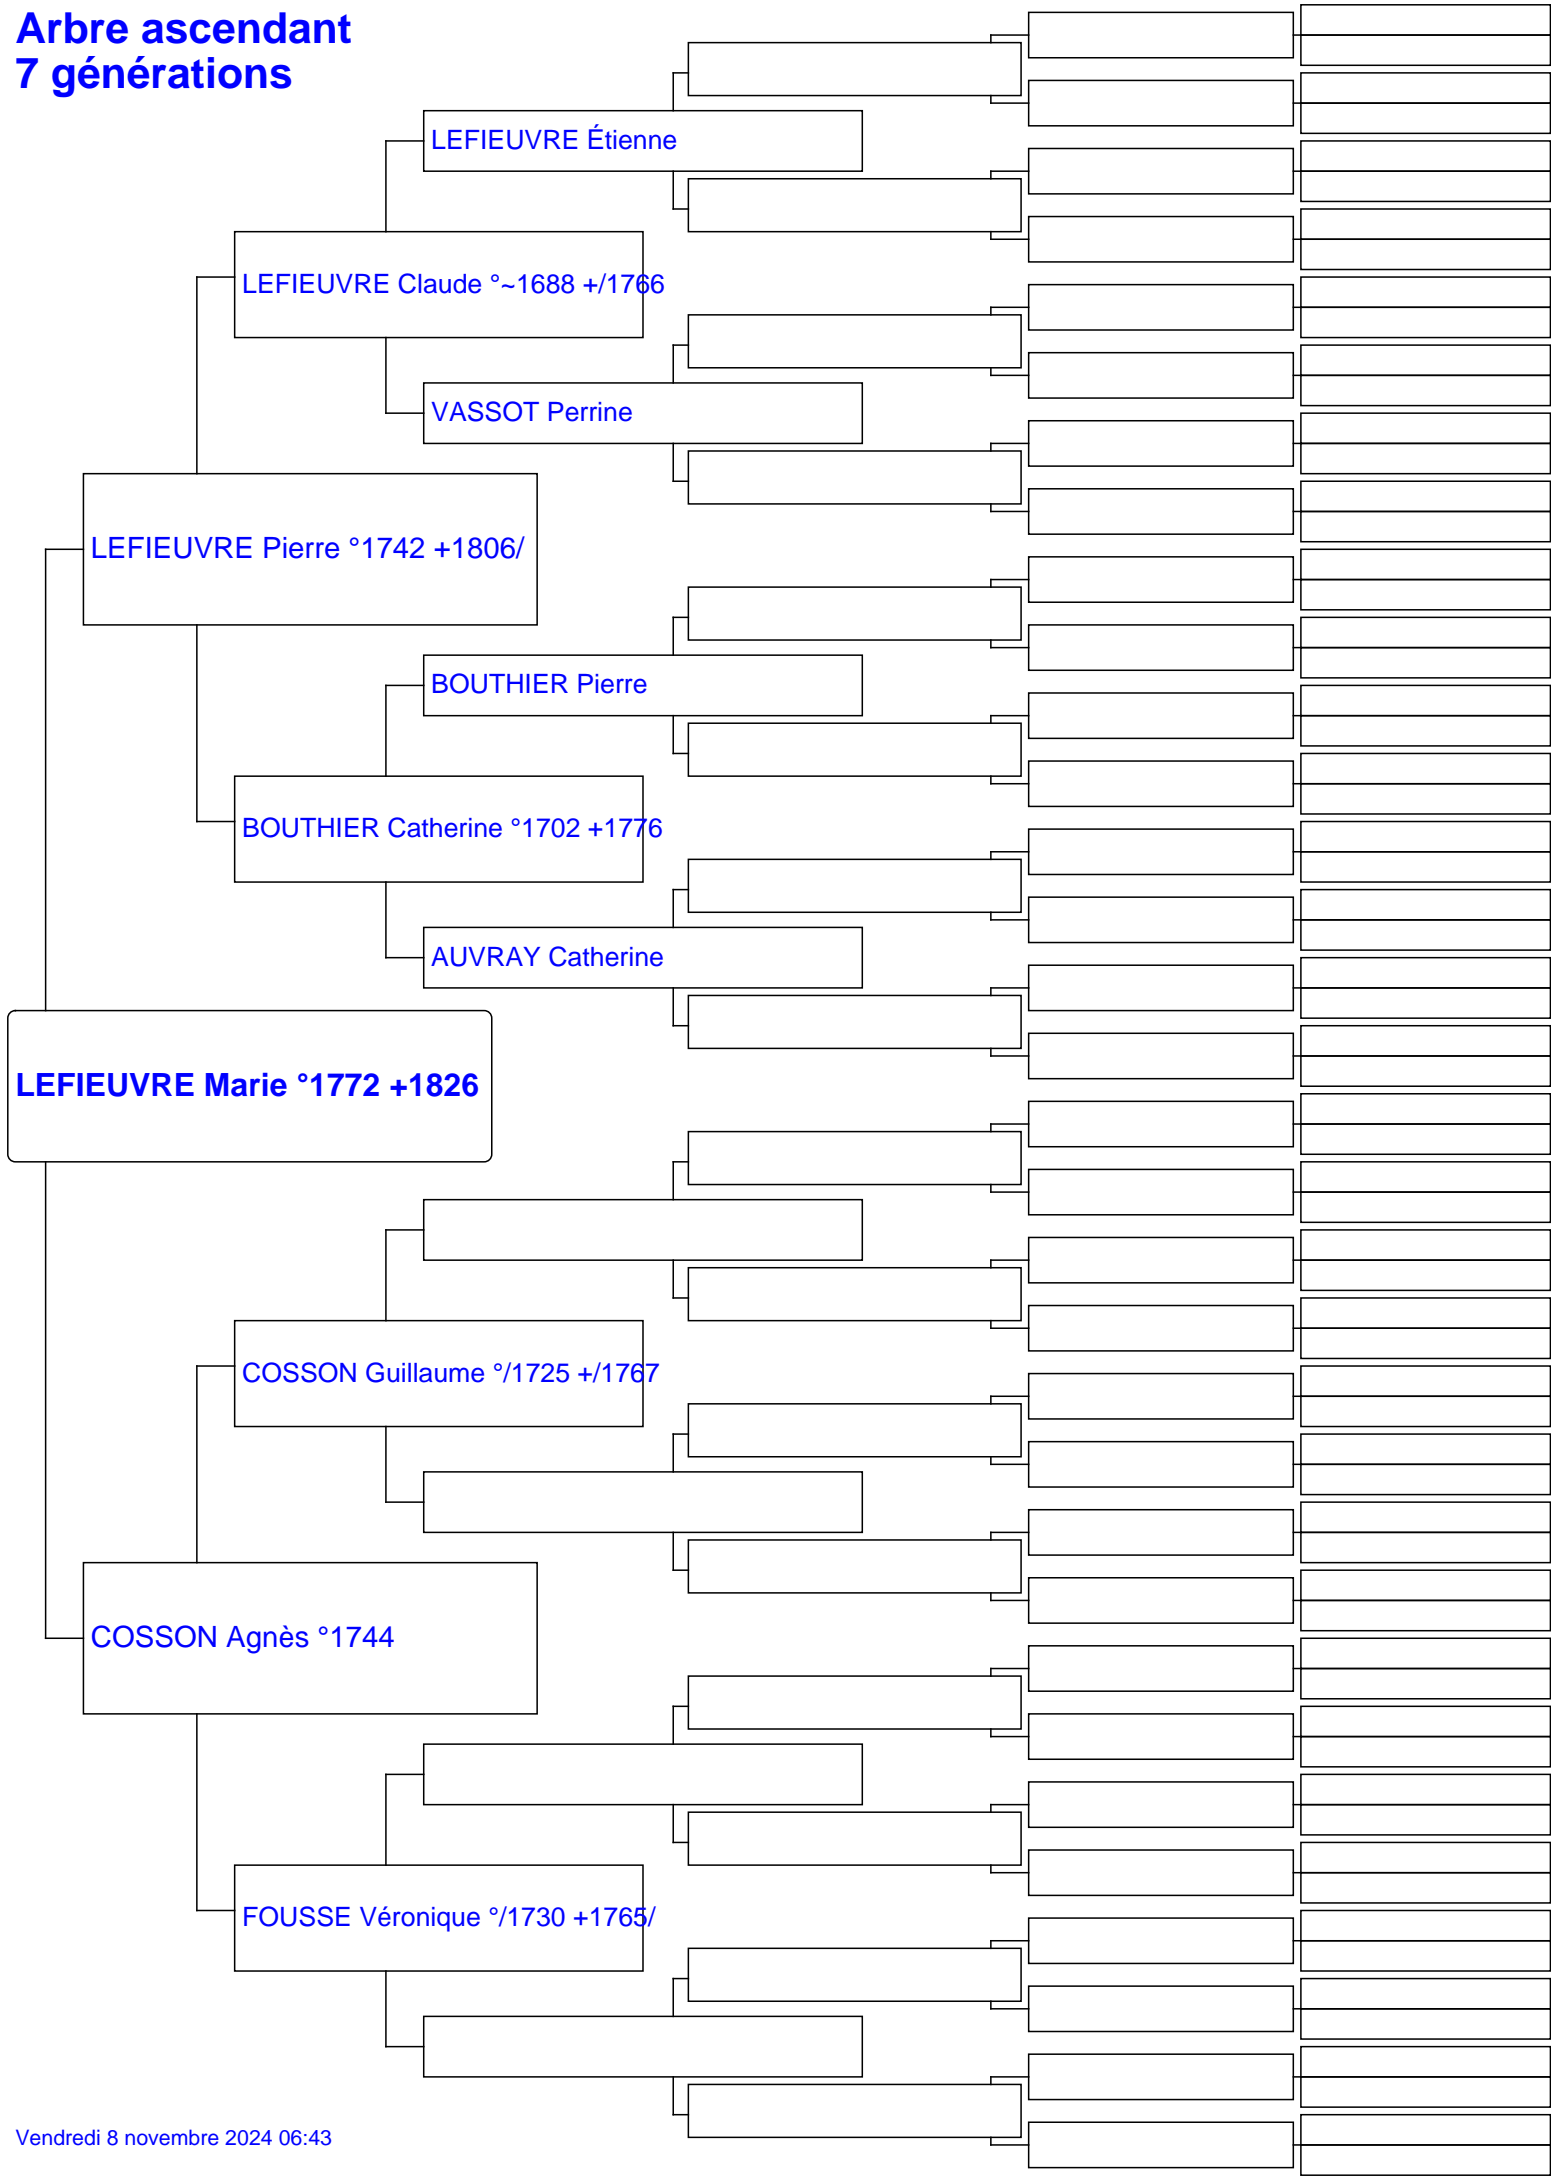 Arbre ascendant
7 générations
LEFIEUVRE Étienne
LEFIEUVRE Claude °~1688 +/1766
VASSOT Perrine
LEFIEUVRE Pierre °1742 +1806/
BOUTHIER Pierre
BOUTHIER Catherine °1702 +1776
AUVRAY Catherine
LEFIEUVRE Marie °1772 +1826
COSSON Guillaume °/1725 +/1767
COSSON Agnès °1744
FOUSSE Véronique °/1730 +1765/
Vendredi 8 novembre 2024 06:43